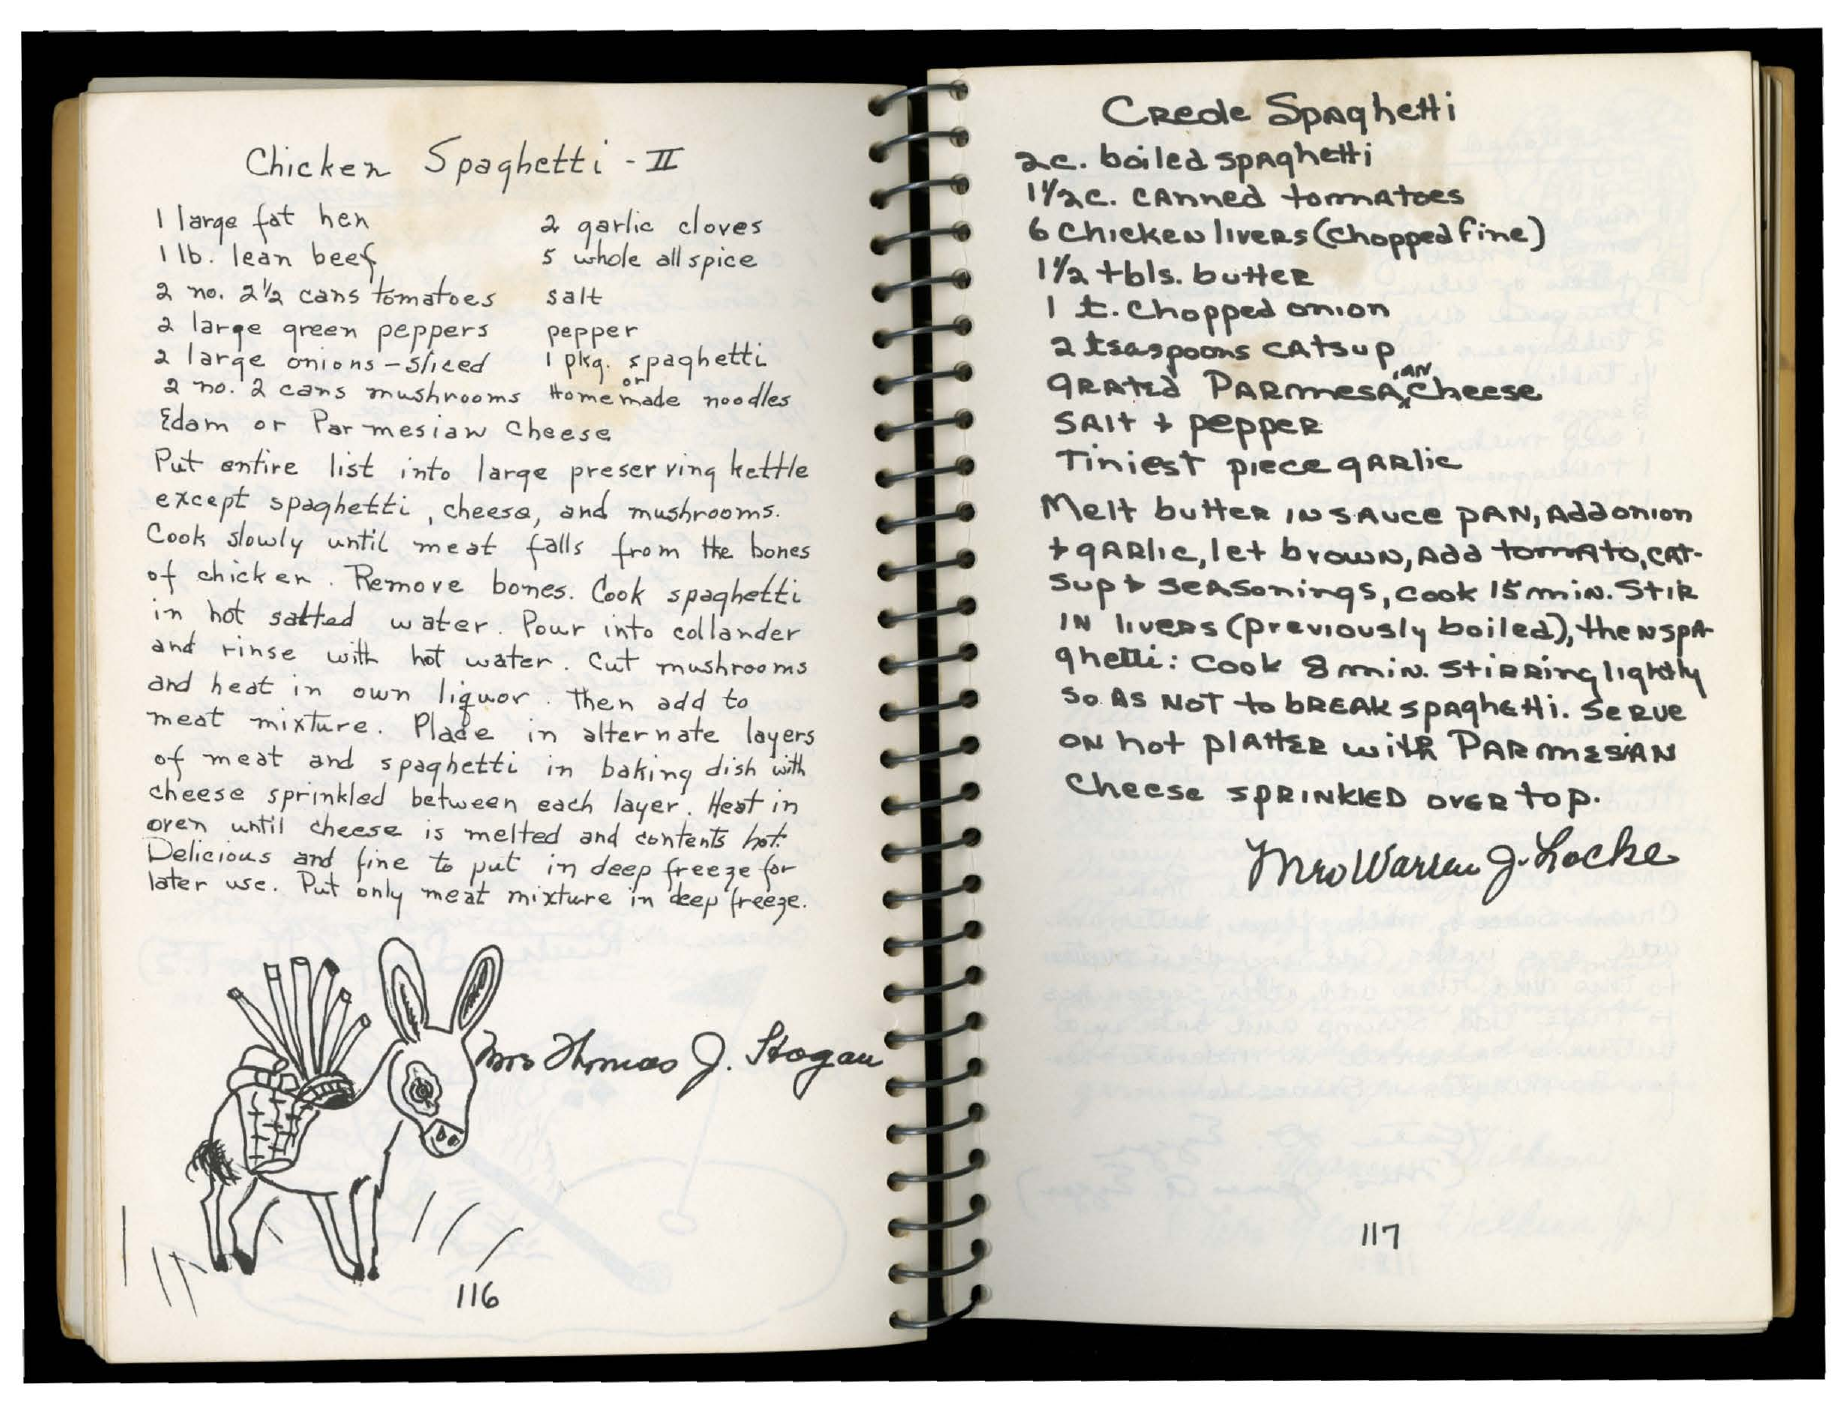 Chicken Spaghetti - II
1 large fat hen
1 lb. lean beef
2 no. 2½ cans tomatoes
2 large green peppers
2 large onions - sliced
2 no. 2 cans mushrooms
Edam or Parmesian Cheese
2 garlic cloves
5 whole allspice
salt
pepper
1 pkg. spaghetti
or
Homemade noodles
Put entire list into large preserving kettle
except spaghetti, cheese, and mushrooms.
Cook slowly until meat falls from the bones
of chicken. Remove bones. Cook spaghetti
in hot salted water. Pour into collander
and rinse with hot water. Cut mushrooms
and heat in own liquor. Then add to
meat mixture. Place in alternate layers
of meat and spaghetti in baking dish with
cheese sprinkled between each layer. Heat in
oven until cheese is melted and contents hot.
Delicious and fine to put in deep freeze for
later use. Put only meat mixture in deep freeze.
Mrs Thomas J. Hogan
116
Crede Spaghetti
2c. boiled spaghetti
1½c. canned tomatoes
6 Chicken livers (Chopped fine)
1½ tbls. butter
1 t. Chopped onion
2 tsaspoons catsup
grated Parmesaian Cheese
Salt + pepper
Tiniest piece garlic
Melt butter in sauce pan, Add onion
+ garlic, let brown, Add tomato, cat-
sup + seasonings, cook 15 min. Stir
in livers (previously boiled), then spa-
ghetti: Cook 8 min. stirring lightly
so as not to break spaghetti. Serve
on hot platter with Parmesian
Cheese sprinkled over top.
Mrs Warren J. Locke
117